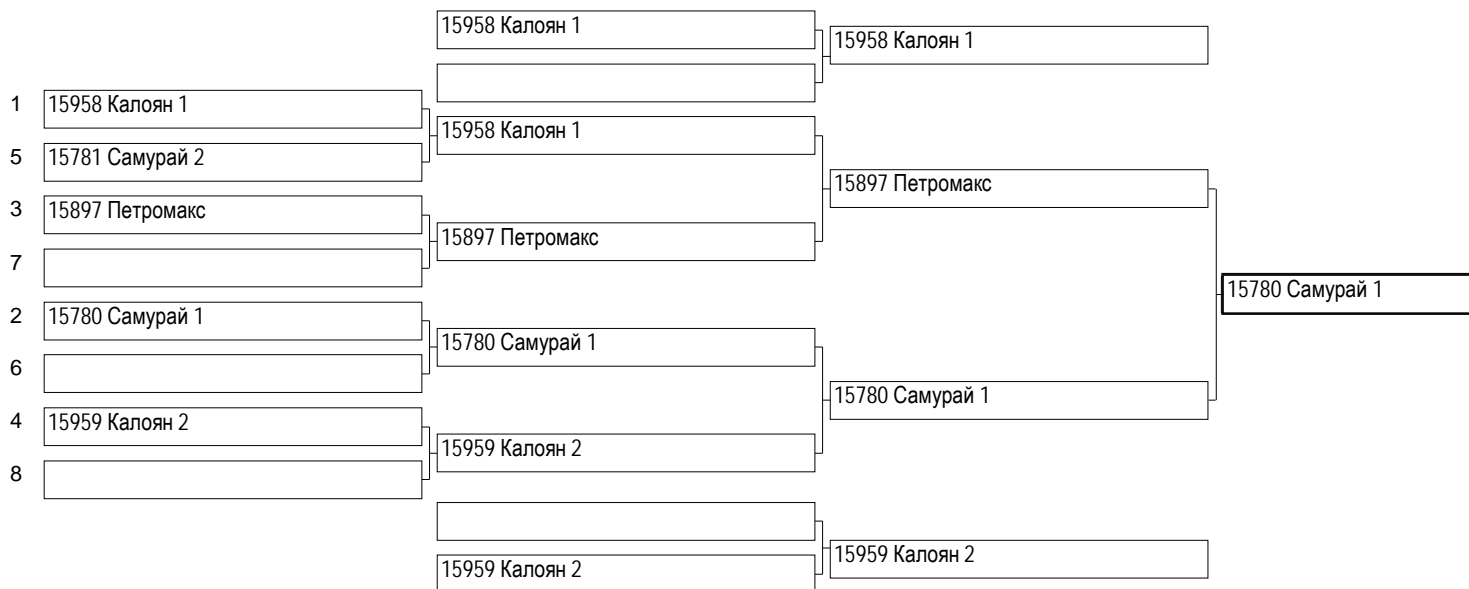 15958 Калоян 1
15958 Калоян 1
1 15958 Калоян 1
15958 Калоян 1
5 15781 Самурай 2
15897 Петромакс
3 15897 Петромакс
15897 Петромакс
7
15780 Самурай 1
2 15780 Самурай 1
15780 Самурай 1
6
15780 Самурай 1
4 15959 Калоян 2
15959 Калоян 2
8
15959 Калоян 2
15959 Калоян 2